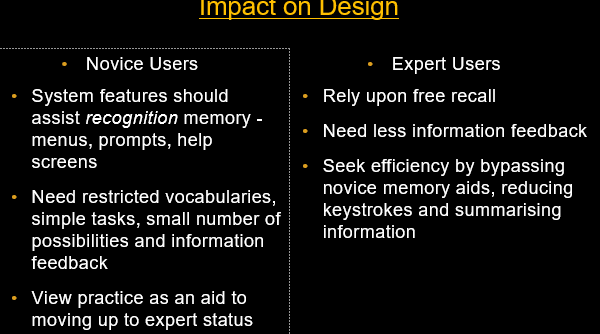 Impact on Design
• Novice Users
• System features should
assist recognition memory -
menus, prompts, help
screens
• Need restricted vocabularies,
simple tasks, small number of
possibilities and information
feedback
• View practice as an aid to
moving up to expert status
• Expert Users
• Rely upon free recall
• Need less information feedback
• Seek efficiency by bypassing
novice memory aids, reducing
keystrokes and summarising
information